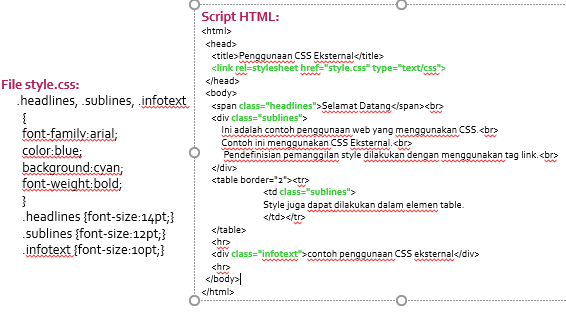 File style.css:
.headlines, .sublines, .infotext
{
font-family:arial;
color:blue;
background:cyan;
font-weight:bold;
}
.headlines {font-size:14pt;}
.sublines {font-size:12pt;}
.infotext {font-size:10pt;}
Script HTML:
<html>
<head>
<title>Penggunaan CSS Eksternal</title>
<link rel=stylesheet href="style.css" type="text/css">
</head>
<body>
<span class="headlines">Selamat Datang</span><br>
<div class="sublines">
Ini adalah contoh penggunaan web yang menggunakan CSS.<br>
Contoh ini menggunakan CSS Eksternal.<br>
Pendefinisian pemanggilan style dilakukan dengan menggunakan tag link.<br>
</div>
<table border="2"><tr>
<td class="sublines">
Style juga dapat dilakukan dalam elemen table.
</td></tr>
</table>
<hr>
<div class="infotext">contoh penggunaan CSS eksternal</div>
<hr>
</body>
</html>